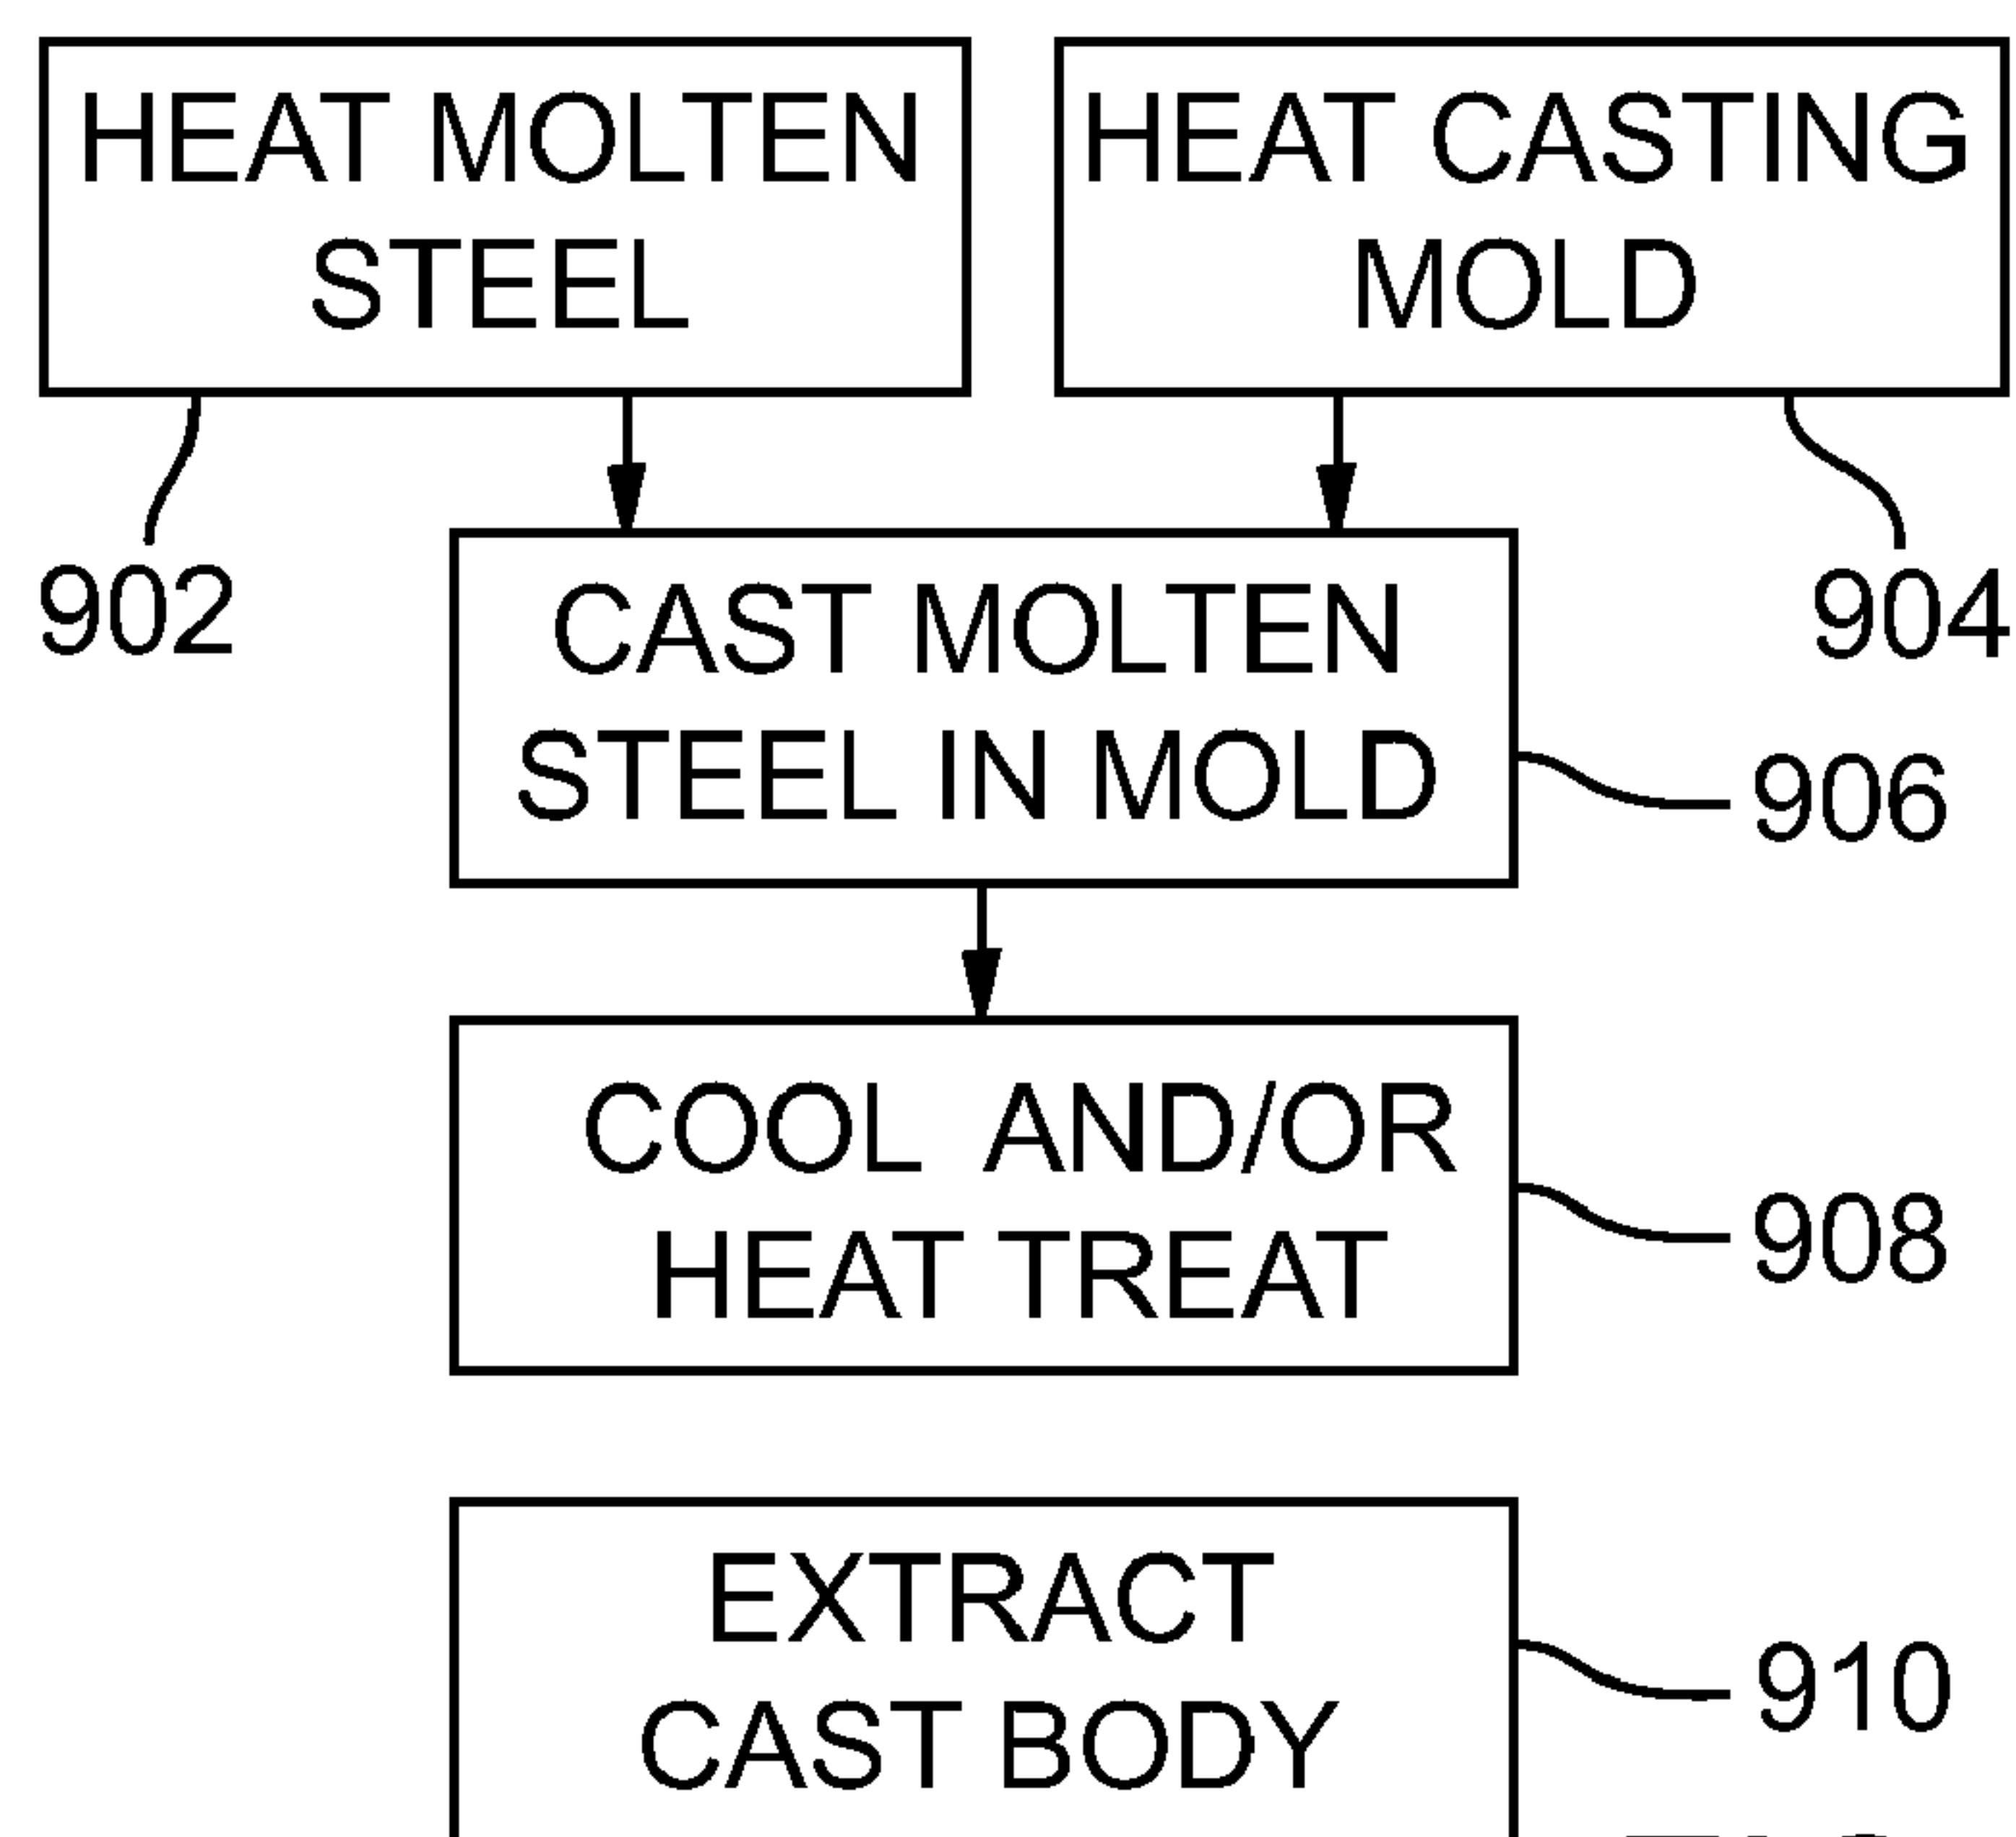 HEAT MOLTEN
STEEL
HEAT CASTING
MOLD
902
904
CAST MOLTEN
STEEL IN MOLD
906
COOL AND/OR
HEAT TREAT
908
EXTRACT
CAST BODY
910